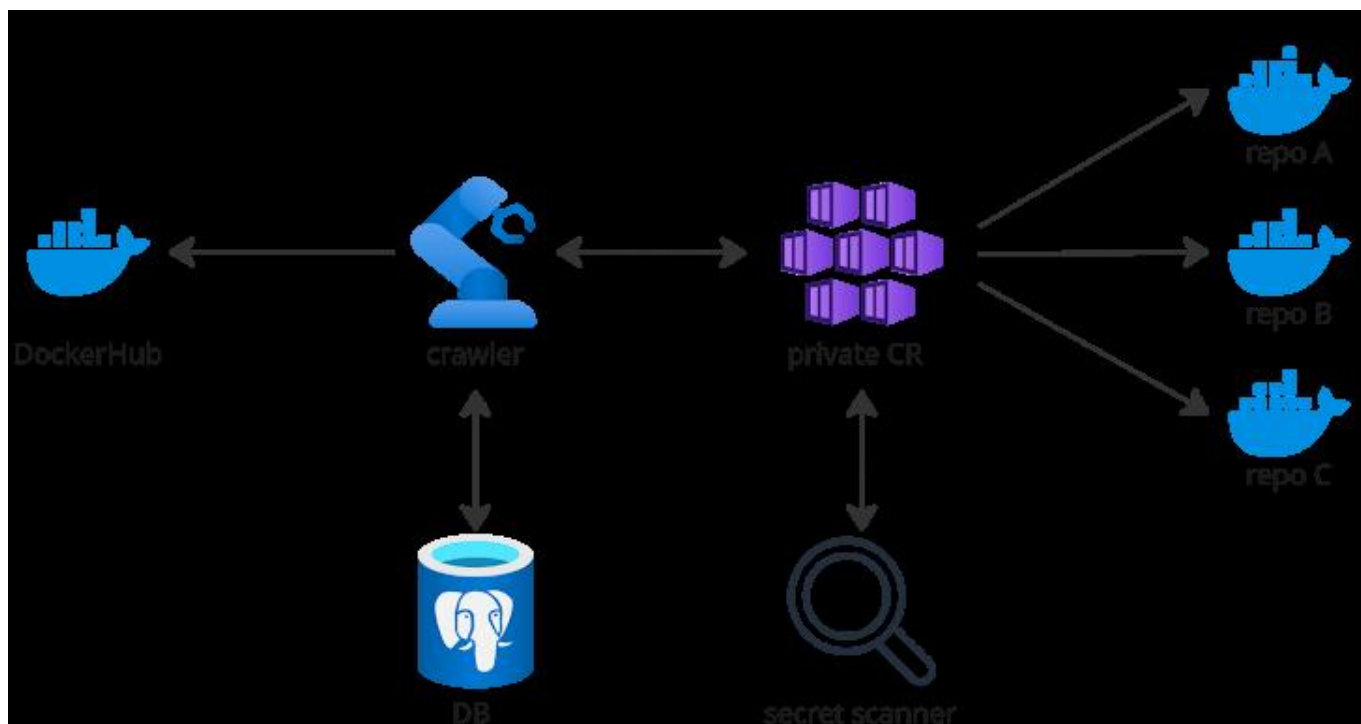 repo A
repo B
DockerHub
crawler
private CR
repo C
DB
secret scanner